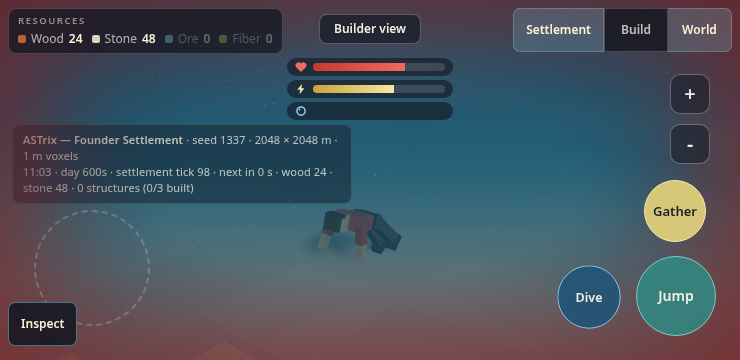 RESOURCES
Wood 24 Stone 48 Ore 0 Fiber 0
Builder view
Settlement Build World
+
-
ASTrix — Founder Settlement · seed 1337 · 2048 × 2048 m ·
1 m voxels
11:03 · day 600s · settlement tick 98 · next in 0 s · wood 24 ·
stone 48 · 0 structures (0/3 built)
Gather
Dive
Jump
Inspect